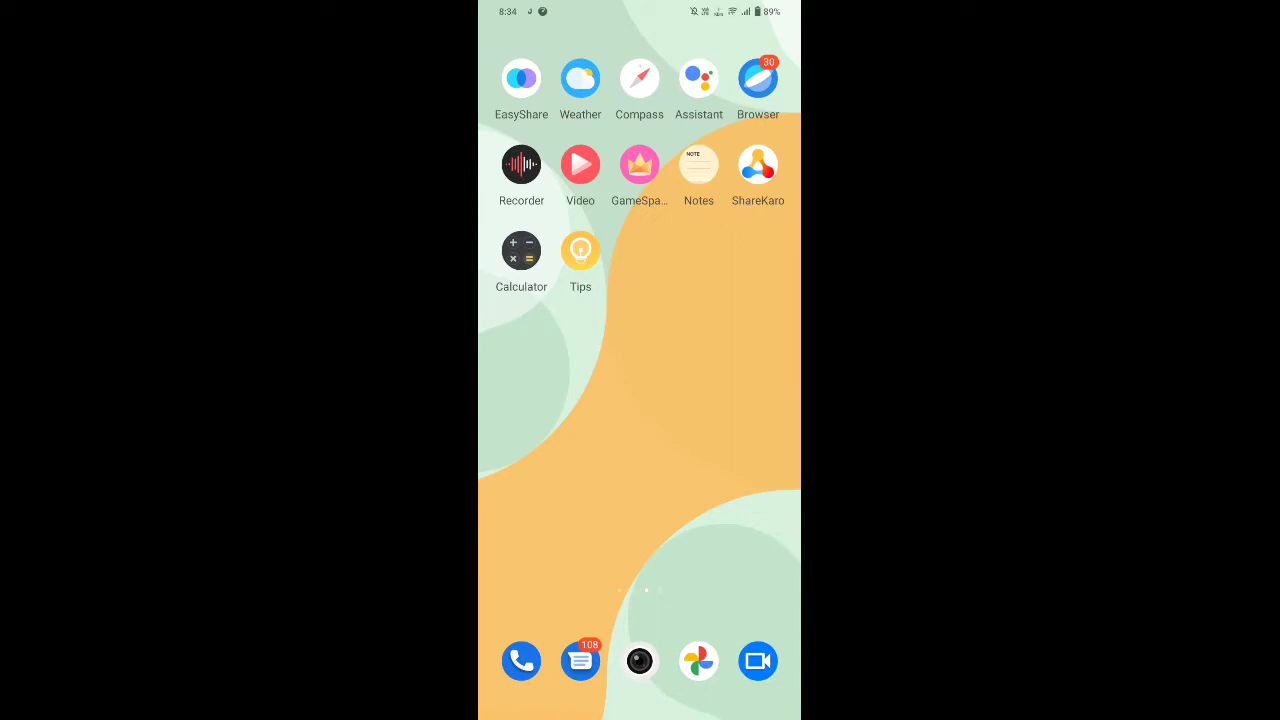 8:34 89%
30
EasyShare Weather Compass Assistant Browser
NOTE
Recorder Video GameSpa... Notes ShareKaro
Calculator Tips
108